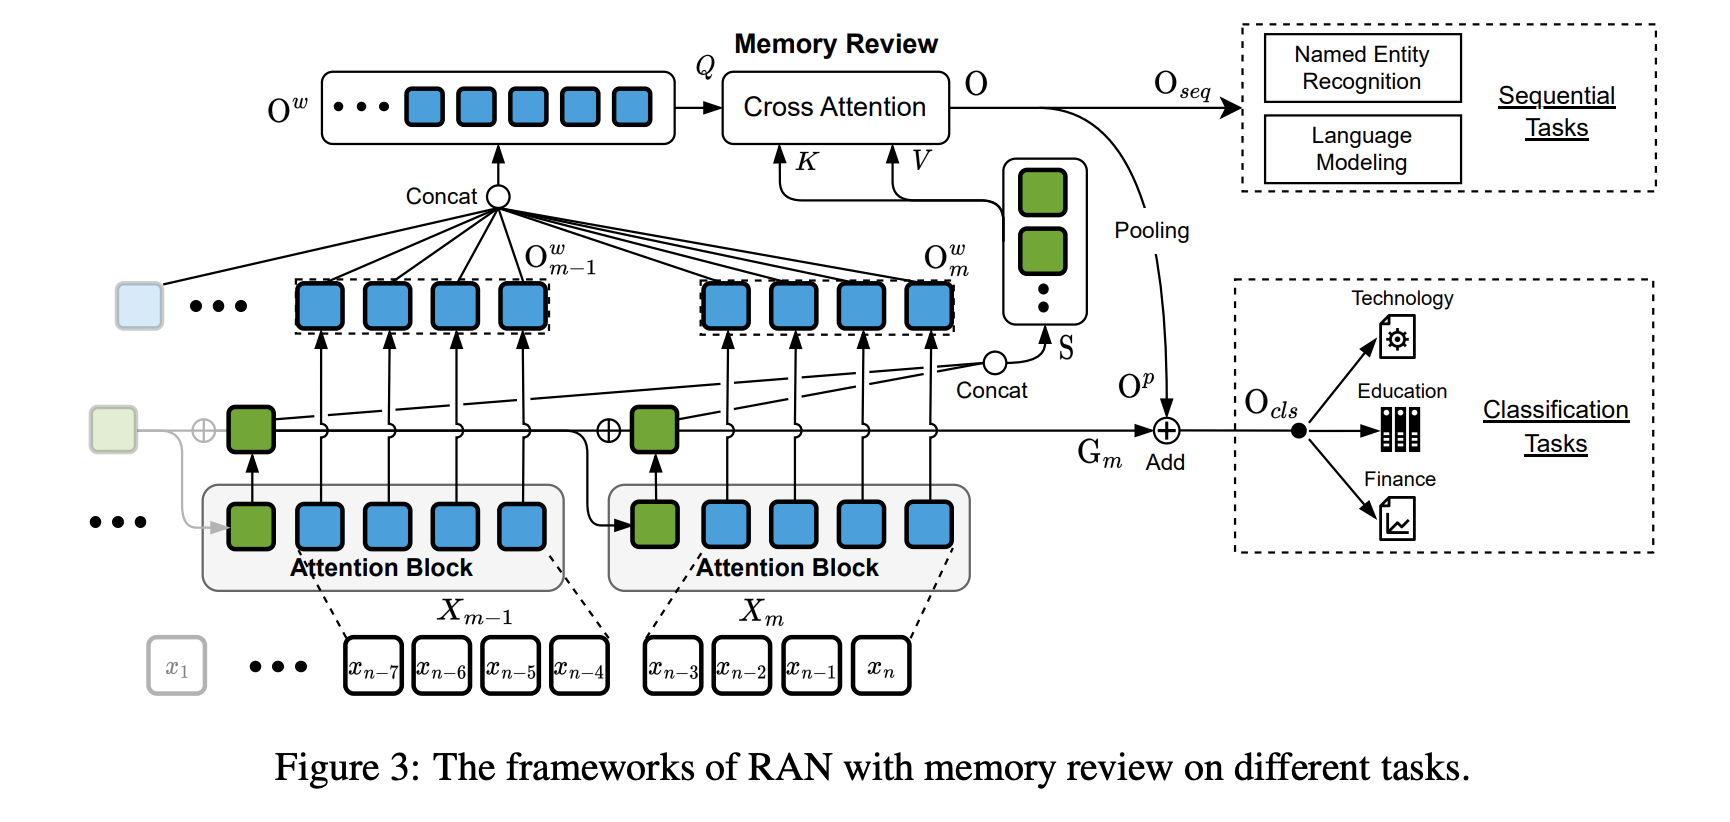 Memory Review
O^w
Q
Cross Attention
O
O_{seq}
Named Entity
Recognition
Language
Modeling
Sequential
Tasks
K
V
Concat
O^w_{m-1}
O^w_m
Pooling
S
Concat
O^p
G_m
Add
O_{cls}
Technology
Education
Finance
Classification
Tasks
Attention Block
Attention Block
X_{m-1}
X_m
x_1
x_{n-7}
x_{n-6}
x_{n-5}
x_{n-4}
x_{n-3}
x_{n-2}
x_{n-1}
x_n
Figure 3: The frameworks of RAN with memory review on different tasks.